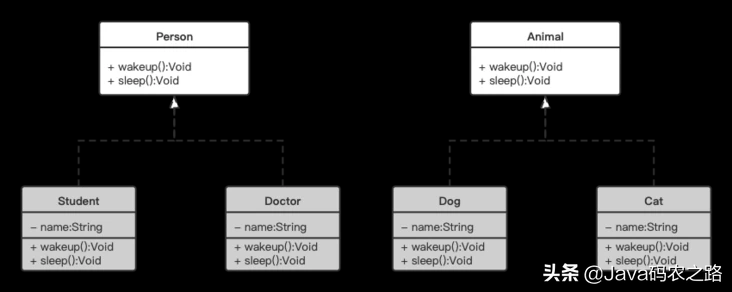 Person
+ wakeup():Void
+ sleep():Void
Animal
+ wakeup():Void
+ sleep():Void
Student
– name:String
+ wakeup():Void
+ sleep():Void
Doctor
– name:String
+ wakeup():Void
+ sleep():Void
Dog
– name:String
+ wakeup():Void
+ sleep():Void
Cat
– name:String
+ wakeup():Void
+ sleep():Void
头条 @Java码农之路